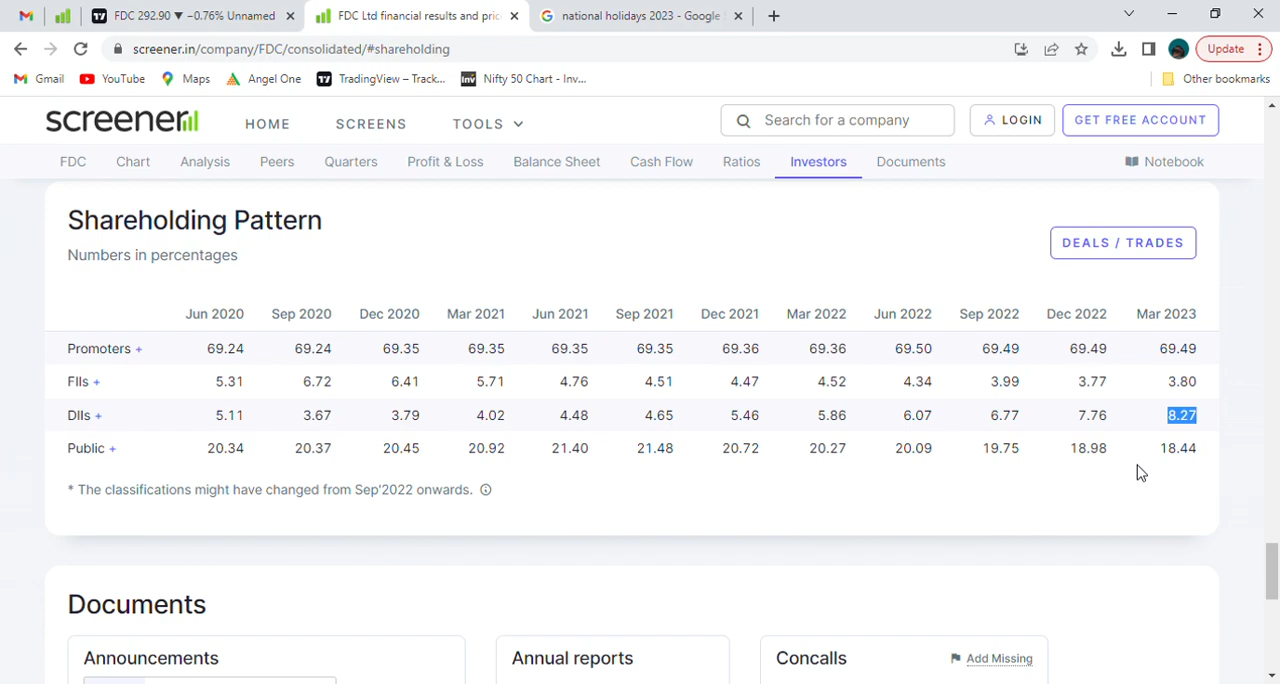 FDC 292.90 ▼ −0.76% Unnamed
FDC Ltd financial results and pric
national holidays 2023 - Google
screener.in/company/FDC/consolidated/#shareholding
Update
Gmail YouTube Maps Angel One TradingView – Track... Nifty 50 Chart - Inv... Other bookmarks
screener HOME SCREENS TOOLS Search for a company LOGIN GET FREE ACCOUNT
FDC Chart Analysis Peers Quarters Profit & Loss Balance Sheet Cash Flow Ratios Investors Documents Notebook
Shareholding Pattern
Numbers in percentages
DEALS / TRADES
Jun 2020 Sep 2020 Dec 2020 Mar 2021 Jun 2021 Sep 2021 Dec 2021 Mar 2022 Jun 2022 Sep 2022 Dec 2022 Mar 2023
Promoters + 69.24 69.24 69.35 69.35 69.35 69.35 69.36 69.36 69.50 69.49 69.49 69.49
FIIs + 5.31 6.72 6.41 5.71 4.76 4.51 4.47 4.52 4.34 3.99 3.77 3.80
DIIs + 5.11 3.67 3.79 4.02 4.48 4.65 5.46 5.86 6.07 6.77 7.76 8.27
Public + 20.34 20.37 20.45 20.92 21.40 21.48 20.72 20.27 20.09 19.75 18.98 18.44
* The classifications might have changed from Sep'2022 onwards.
Documents
Announcements
Annual reports
Concalls
Add Missing